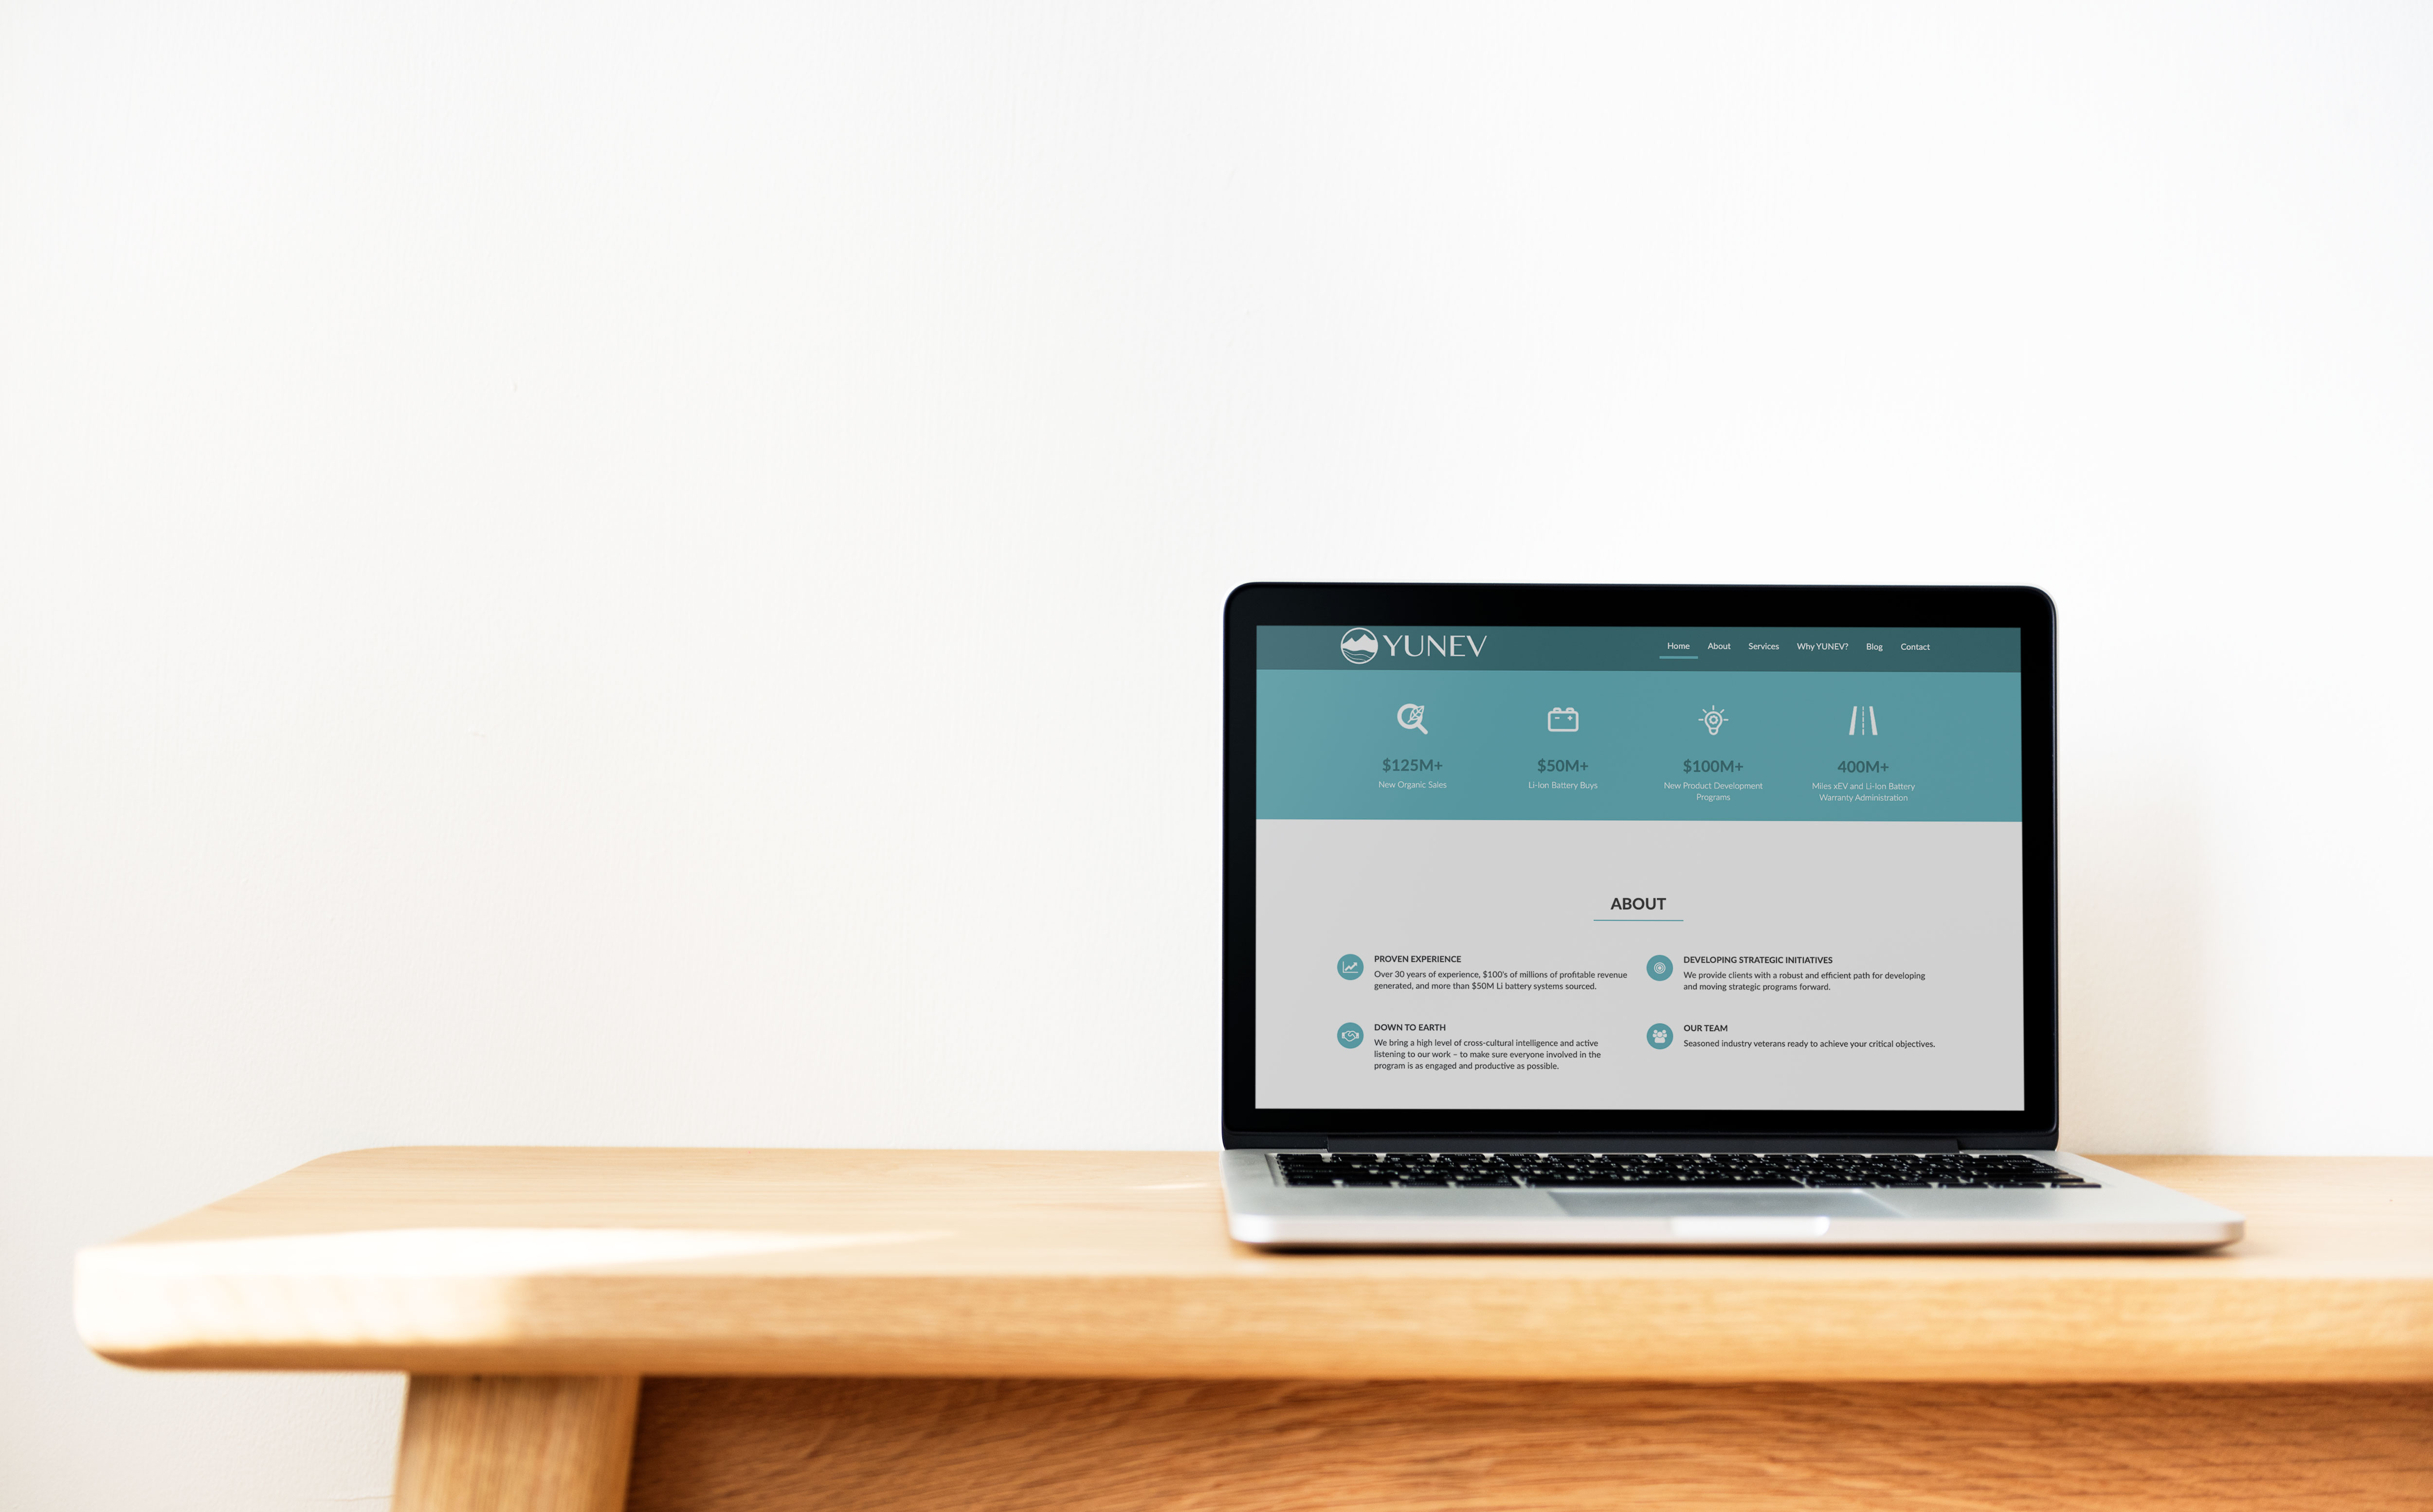 YUNEV
Home About Services Why YUNEV? Blog Contact
$125M+
New Organic Sales
$50M+
Li-Ion Battery Buys
$100M+
New Product Development
Programs
400M+
Miles xEV and Li-Ion Battery
Warranty Administration
ABOUT
PROVEN EXPERIENCE
Over 30 years of experience, $100's of millions of profitable revenue
generated, and more than $50M Li battery systems sourced.
DEVELOPING STRATEGIC INITIATIVES
We provide clients with a robust and efficient path for developing
and moving strategic programs forward.
DOWN TO EARTH
We bring a high level of cross-cultural intelligence and active
listening to our work – to make sure everyone involved in the
program is as engaged and productive as possible.
OUR TEAM
Seasoned industry veterans ready to achieve your critical objectives.